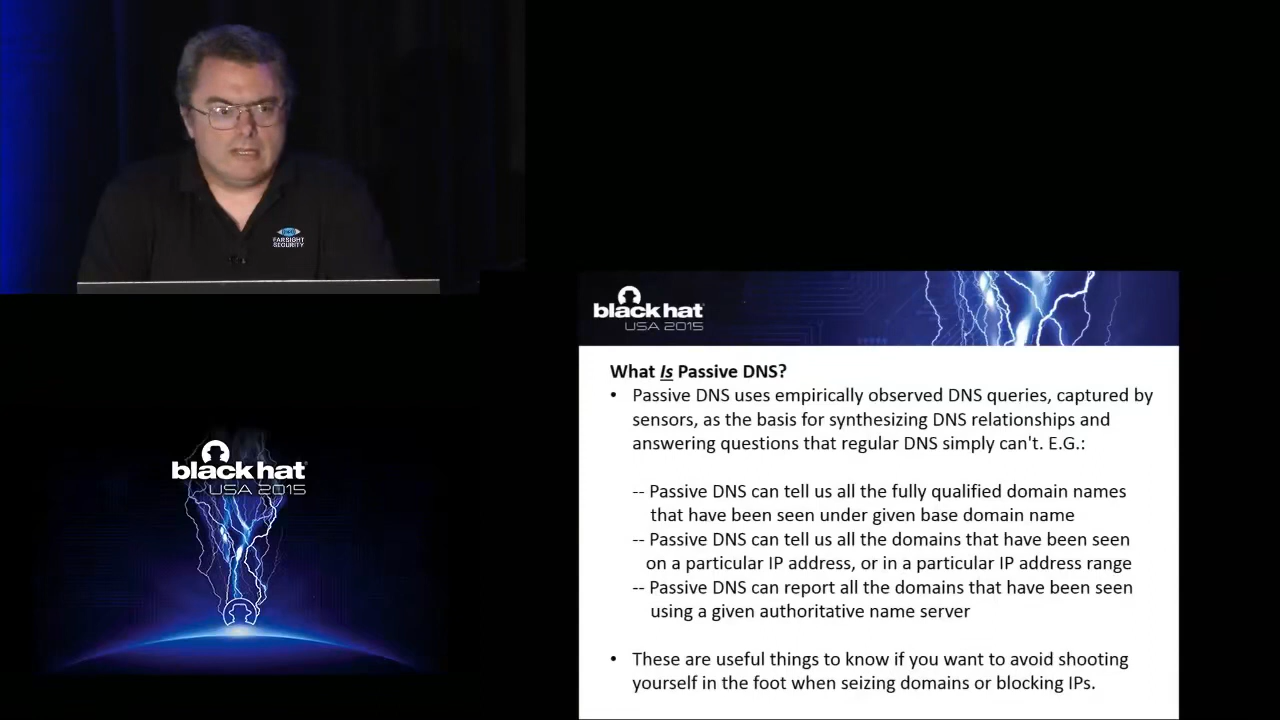 FARSIGHT
SECURITY
black hat
USA 2015
black hat
USA 2015
What Is Passive DNS?
• Passive DNS uses empirically observed DNS queries, captured by
sensors, as the basis for synthesizing DNS relationships and
answering questions that regular DNS simply can't. E.G.:
-- Passive DNS can tell us all the fully qualified domain names
that have been seen under given base domain name
-- Passive DNS can tell us all the domains that have been seen
on a particular IP address, or in a particular IP address range
-- Passive DNS can report all the domains that have been seen
using a given authoritative name server
• These are useful things to know if you want to avoid shooting
yourself in the foot when seizing domains or blocking IPs.